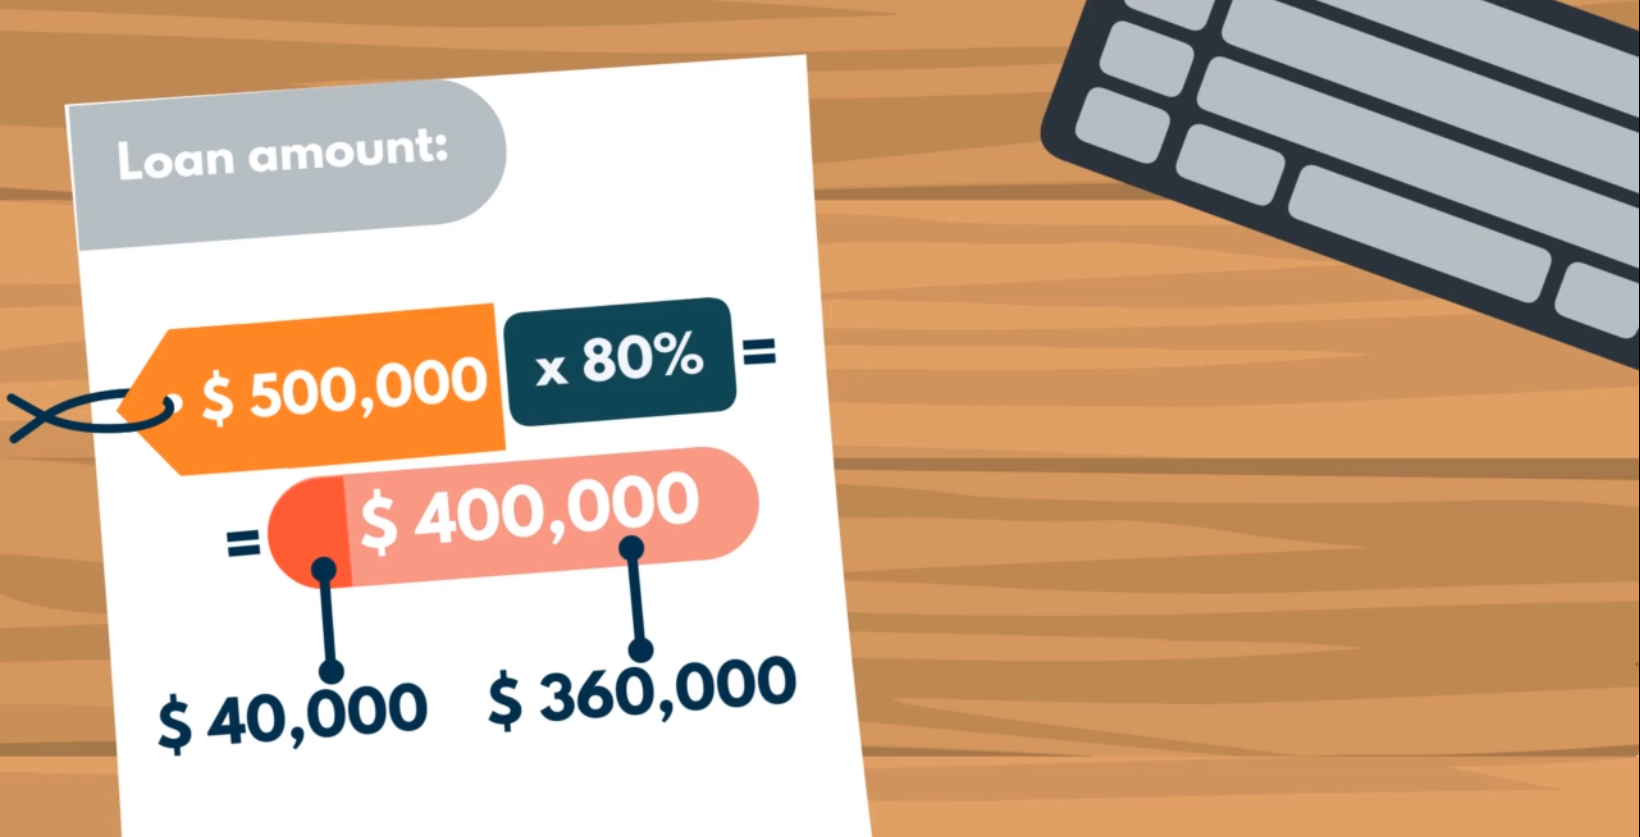 Loan amount:
$ 500,000 x 80% =
= $ 400,000
$ 40,000 $ 360,000